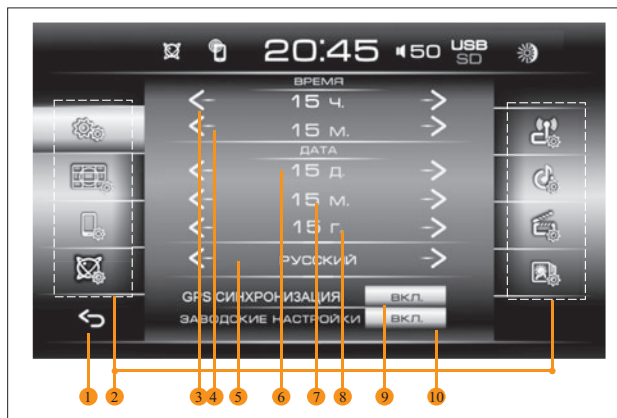 20:45 50 USB
SD
ВРЕМЯ
15 ч.
15 м.
ДАТА
15 д.
15 м.
15 г.
РУССКИЙ
GPS СИНХРОНИЗАЦИЯ ВКЛ.
ЗАВОДСКИЕ НАСТРОЙКИ ВКЛ.
1 2 3 4 5 6 7 8 9 10